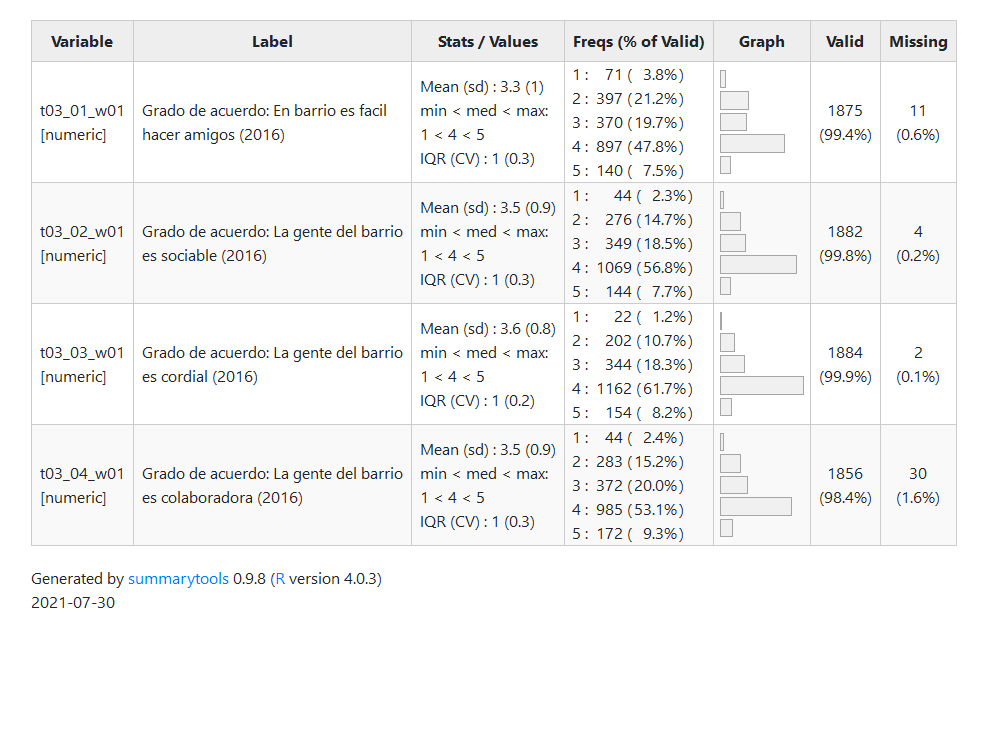 Variable Label Stats / Values Freqs (% of Valid) Graph Valid Missing
t03_01_w01 [numeric]
Grado de acuerdo: En barrio es facil
hacer amigos (2016)
Mean (sd) : 3.3 (1)
min < med < max:
1 < 4 < 5
IQR (CV) : 1 (0.3)
1 : 71 ( 3.8%)
2 : 397 (21.2%)
3 : 370 (19.7%)
4 : 897 (47.8%)
5 : 140 ( 7.5%)
1875
(99.4%)
11
(0.6%)
t03_02_w01
[numeric]
Grado de acuerdo: La gente del barrio
es sociable (2016)
Mean (sd) : 3.5 (0.9)
min < med < max:
1 < 4 < 5
IQR (CV) : 1 (0.3)
1 : 44 ( 2.3%)
2 : 276 (14.7%)
3 : 349 (18.5%)
4 : 1069 (56.8%)
5 : 144 ( 7.7%)
1882
(99.8%)
4
(0.2%)
t03_03_w01
[numeric]
Grado de acuerdo: La gente del barrio
es cordial (2016)
Mean (sd) : 3.6 (0.8)
min < med < max:
1 < 4 < 5
IQR (CV) : 1 (0.2)
1 : 22 ( 1.2%)
2 : 202 (10.7%)
3 : 344 (18.3%)
4 : 1162 (61.7%)
5 : 154 ( 8.2%)
1884
(99.9%)
2
(0.1%)
t03_04_w01
[numeric]
Grado de acuerdo: La gente del barrio
es colaboradora (2016)
Mean (sd) : 3.5 (0.9)
min < med < max:
1 < 4 < 5
IQR (CV) : 1 (0.3)
1 : 44 ( 2.4%)
2 : 283 (15.2%)
3 : 372 (20.0%)
4 : 985 (53.1%)
5 : 172 ( 9.3%)
1856
(98.4%)
30
(1.6%)
Generated by summarytools 0.9.8 (R version 4.0.3)
2021-07-30